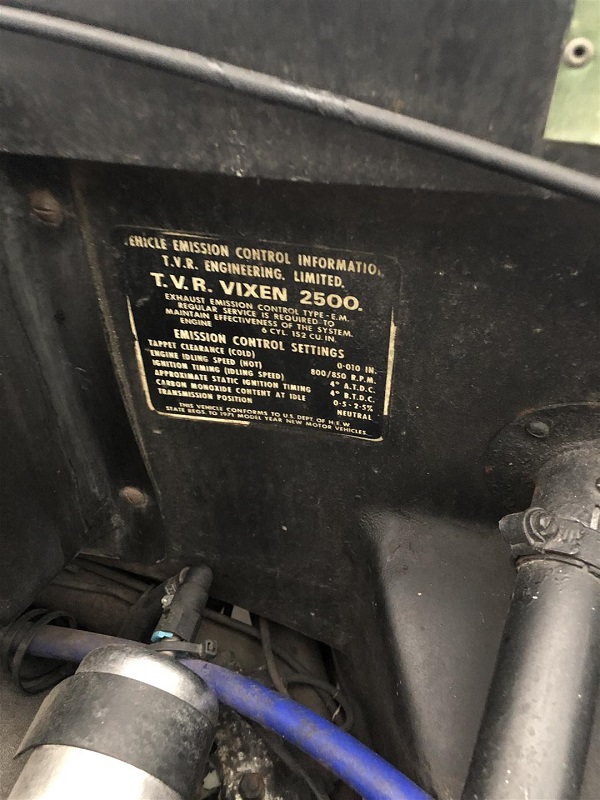 VEHICLE EMISSION CONTROL INFORMATION
T.V.R. ENGINEERING. LIMITED.
T.V.R. VIXEN 2500.
EXHAUST EMISSION CONTROL TYPE-E.M.
REGULAR SERVICE IS REQUIRED TO
MAINTAIN EFFECTIVENESS OF THE SYSTEM.
ENGINE 6 CYL. 152 CU. IN.
EMISSION CONTROL SETTINGS
TAPPET CLEARANCE (COLD) 0·010 IN.
ENGINE IDLING SPEED (HOT) 800/850 R.P.M.
IGNITION TIMING (IDLING SPEED) 4° A.T.D.C.
APPROXIMATE STATIC IGNITION TIMING 4° B.T.D.C.
CARBON MONOXIDE CONTENT AT IDLE 0·5-2·5%
TRANSMISSION POSITION NEUTRAL
THIS VEHICLE CONFORMS TO U.S. DEPT. OF H.E.W
STATE REGS. TO 1971 MODEL YEAR NEW MOTOR VEHICLES.